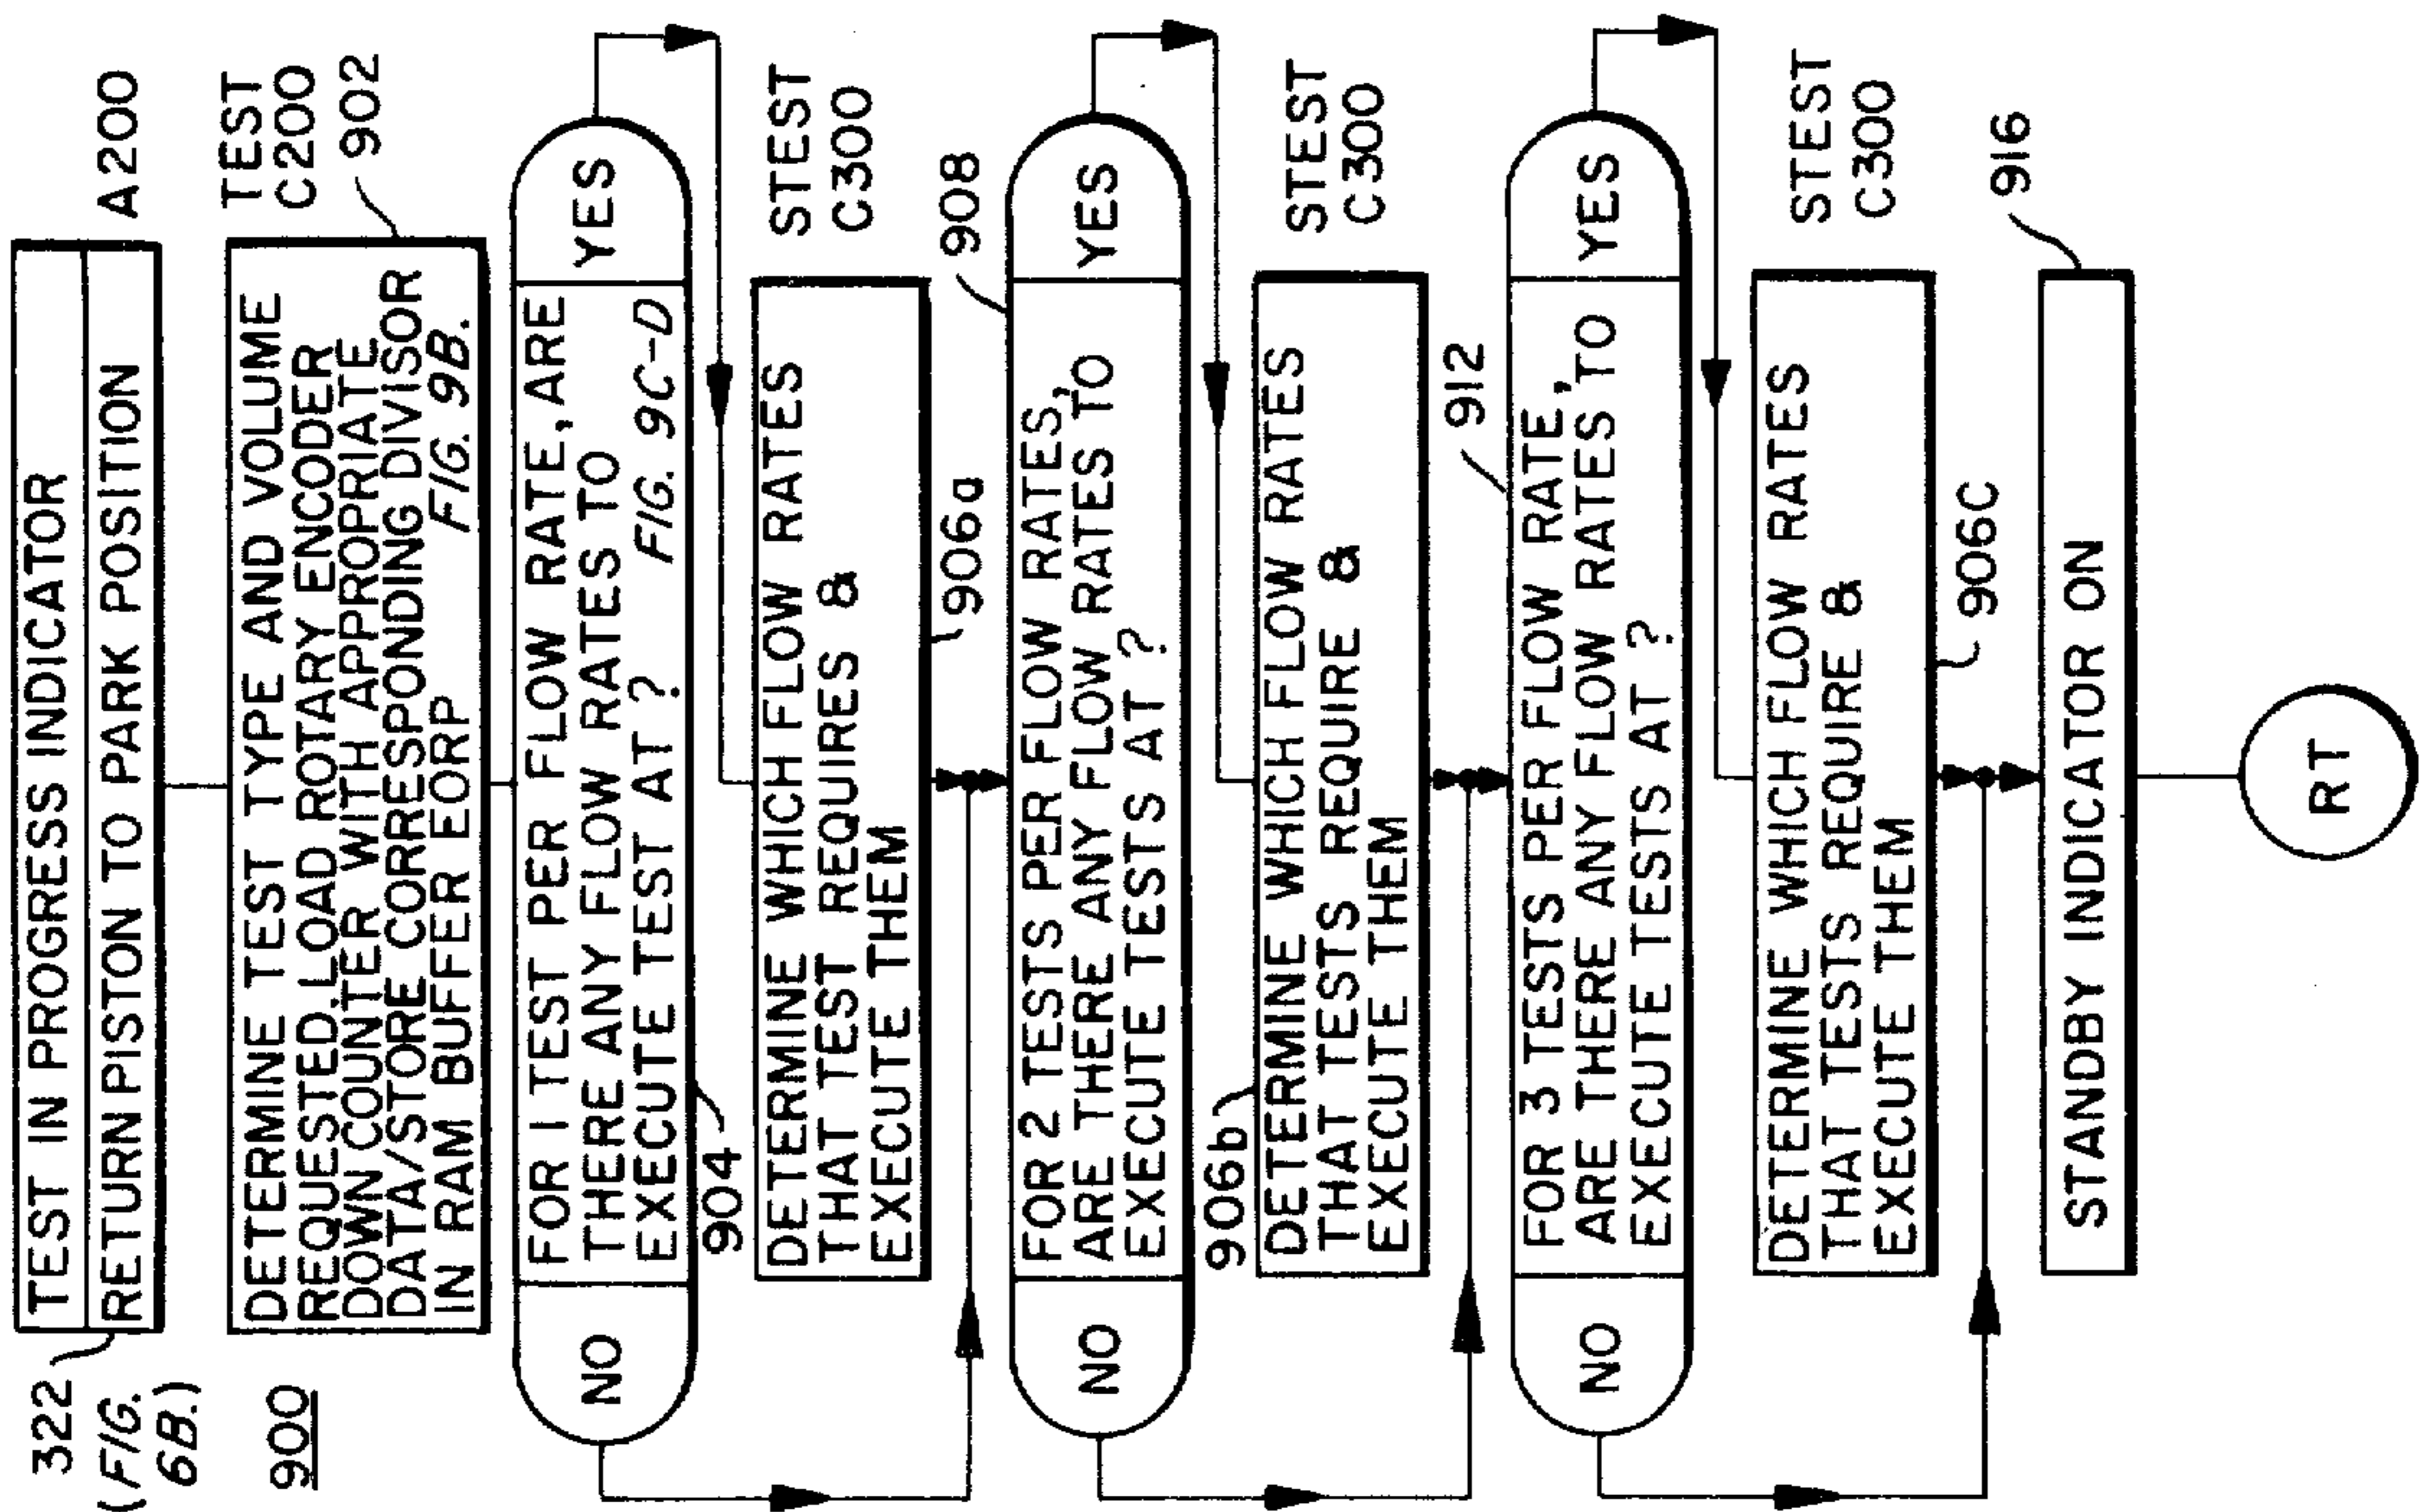 322
(FIG.
6B.)
TEST IN PROGRESS INDICATOR
RETURN PISTON TO PARK POSITION
A200
900
DETERMINE TEST TYPE AND VOLUME
REQUESTED. LOAD ROTARY ENCODER
DOWN COUNTER WITH APPROPRIATE
DATA/STORE CORRESPONDING DIVISOR
IN RAM BUFFER EORP FIG. 9B.
TEST
C200
902
NO
FOR 1 TEST PER FLOW RATE, ARE
THERE ANY FLOW RATES TO
EXECUTE TEST AT ? FIG. 9C-D
YES
904
DETERMINE WHICH FLOW RATES
THAT TEST REQUIRES &
EXECUTE THEM
STEST
C300
906a
908
NO
FOR 2 TESTS PER FLOW RATES,
ARE THERE ANY FLOW RATES TO
EXECUTE TESTS AT ?
YES
906b
DETERMINE WHICH FLOW RATES
THAT TESTS REQUIRE &
EXECUTE THEM
STEST
C300
912
NO
FOR 3 TESTS PER FLOW RATE,
ARE THERE ANY FLOW RATES TO
EXECUTE TESTS AT ?
YES
DETERMINE WHICH FLOW RATES
THAT TESTS REQUIRE &
EXECUTE THEM
STEST
C300
906C
916
STANDBY INDICATOR ON
RT